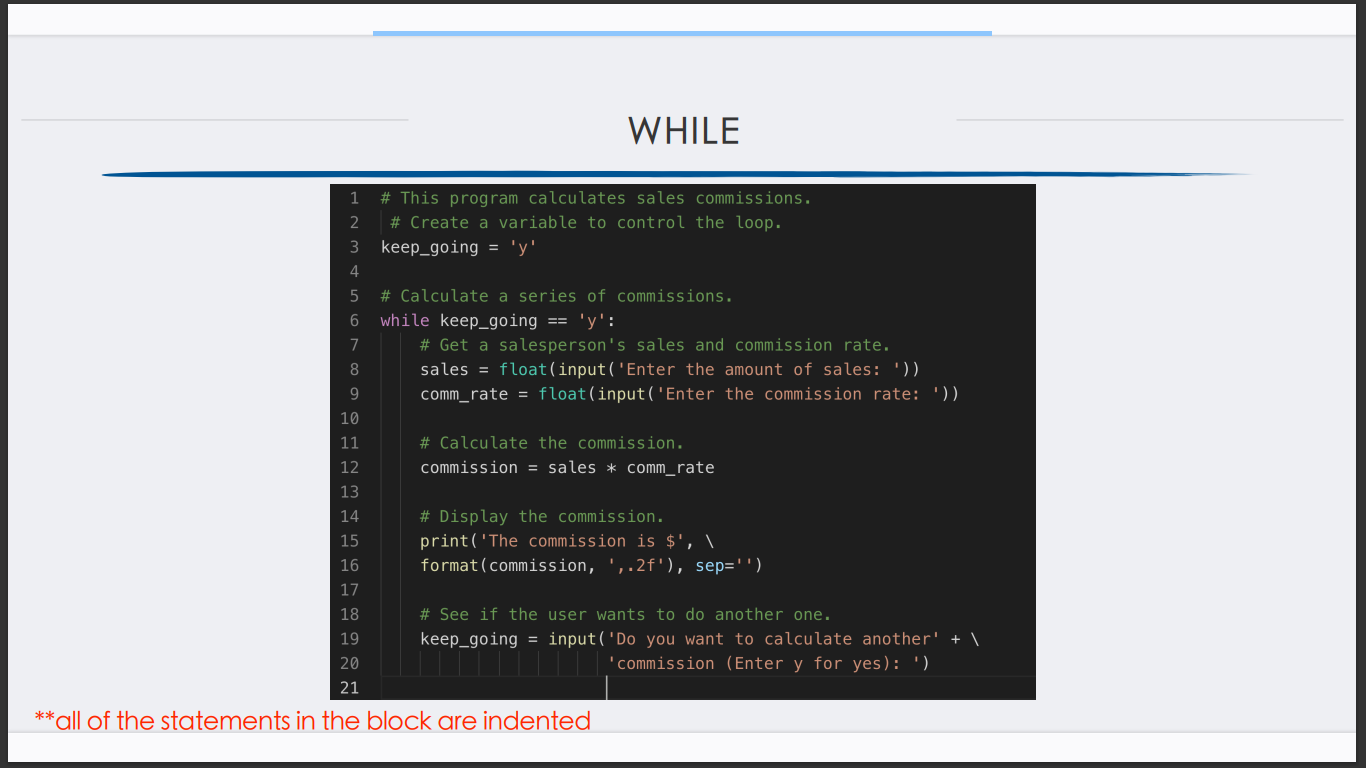 WHILE
1 # This program calculates sales commissions.
2 # Create a variable to control the loop.
3 keep_going = 'y'
4
5 # Calculate a series of commissions.
6 while keep_going == 'y':
7 # Get a salesperson's sales and commission rate.
8 sales = float(input('Enter the amount of sales: '))
9 comm_rate = float(input('Enter the commission rate: '))
10
11 # Calculate the commission.
12 commission = sales * comm_rate
13
14 # Display the commission.
15 print('The commission is $', \
16 format(commission, ',.2f'), sep='')
17
18 # See if the user wants to do another one.
19 keep_going = input('Do you want to calculate another' + \
20 'commission (Enter y for yes): ')
21
**all of the statements in the block are indented